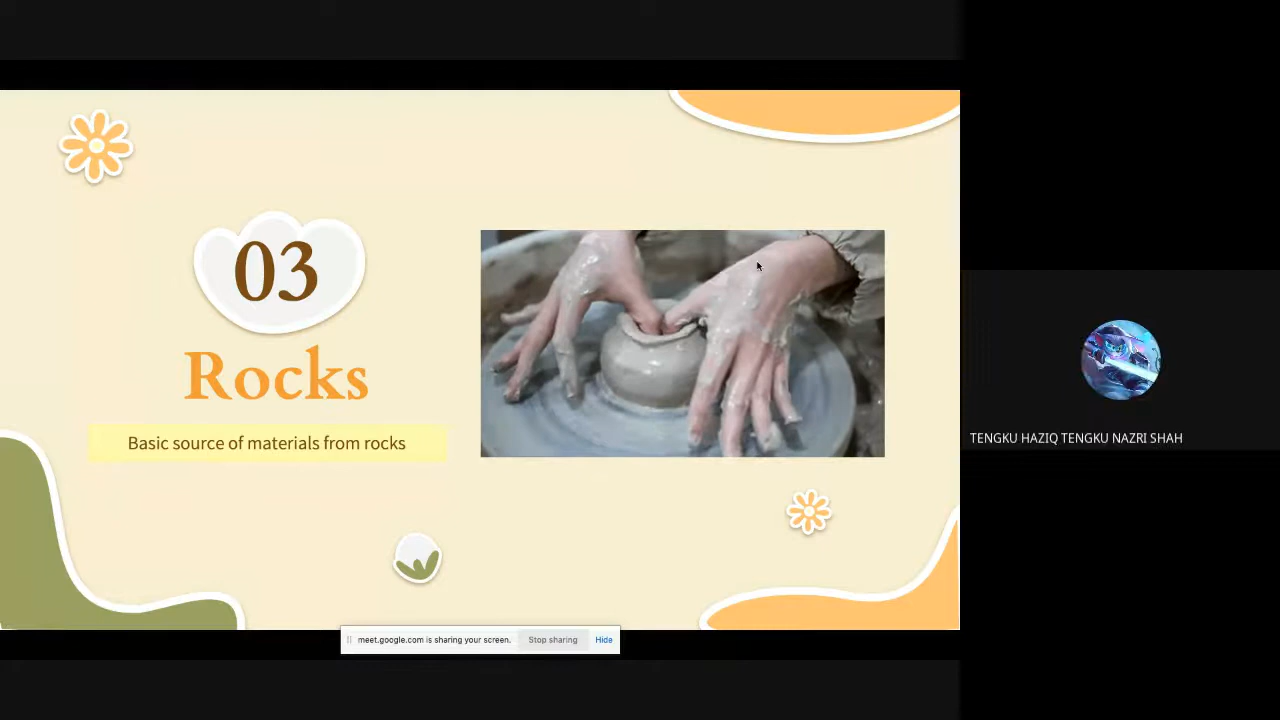 03
Rocks
Basic source of materials from rocks
TENGKU HAZIQ TENGKU NAZRI SHAH
meet.google.com is sharing your screen. Stop sharing Hide